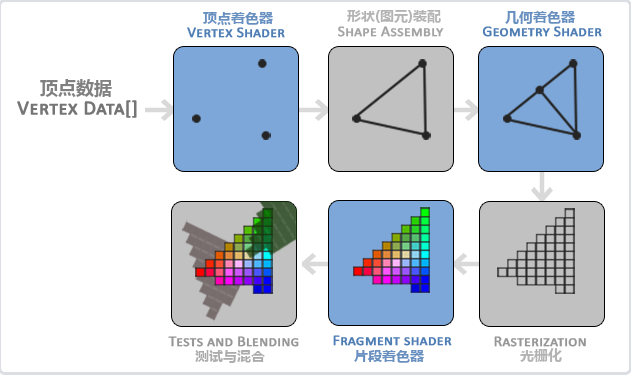 顶点着色器
VERTEX SHADER
形状(图元)装配
SHAPE ASSEMBLY
几何着色器
GEOMETRY SHADER
顶点数据
VERTEX DATA[]
TESTS AND BLENDING
测试与混合
FRAGMENT SHADER
片段着色器
RASTERIZATION
光栅化